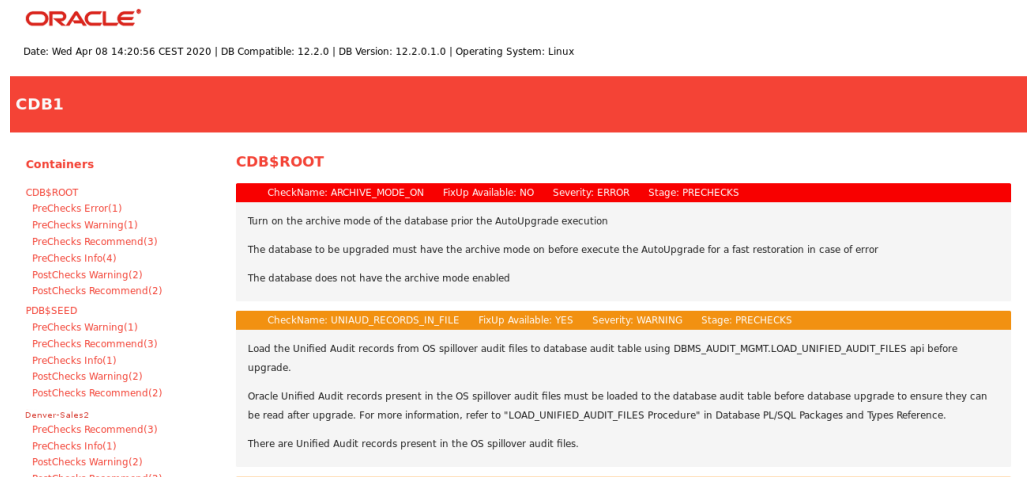 ORACLE®
Date: Wed Apr 08 14:20:56 CEST 2020 | DB Compatible: 12.2.0 | DB Version: 12.2.0.1.0 | Operating System: Linux
CDB1
Containers
CDB$ROOT
PreChecks Error(1)
PreChecks Warning(1)
PreChecks Recommend(3)
PreChecks Info(4)
PostChecks Warning(2)
PostChecks Recommend(2)
PDB$SEED
PreChecks Warning(1)
PreChecks Recommend(3)
PreChecks Info(1)
PostChecks Warning(2)
PostChecks Recommend(2)
Denver-Sales2
PreChecks Recommend(3)
PreChecks Info(1)
PostChecks Warning(2)
PostChecks Recommend(2)
CDB$ROOT
CheckName: ARCHIVE_MODE_ON FixUp Available: NO Severity: ERROR Stage: PRECHECKS
Turn on the archive mode of the database prior the AutoUpgrade execution
The database to be upgraded must have the archive mode on before execute the AutoUpgrade for a fast restoration in case of error
The database does not have the archive mode enabled
CheckName: UNIAUD_RECORDS_IN_FILE FixUp Available: YES Severity: WARNING Stage: PRECHECKS
Load the Unified Audit records from OS spillover audit files to database audit table using DBMS_AUDIT_MGMT.LOAD_UNIFIED_AUDIT_FILES api before
upgrade.
Oracle Unified Audit records present in the OS spillover audit files must be loaded to the database audit table before database upgrade to ensure they can
be read after upgrade. For more information, refer to "LOAD_UNIFIED_AUDIT_FILES Procedure" in Database PL/SQL Packages and Types Reference.
There are Unified Audit records present in the OS spillover audit files.